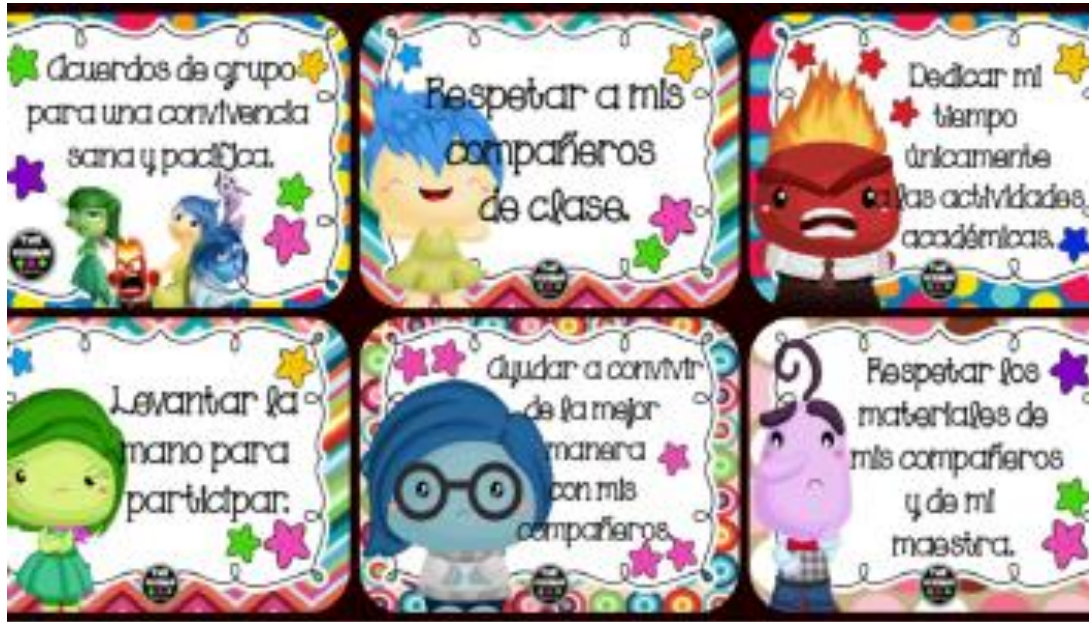 Acuerdos de grupo
para una convivencia
sana y pacífica.
Respetar a mis
compañeros
de clase.
Dedicar mi
tiempo
únicamente
a las actividades
académicas.
Levantar la
mano para
participar.
Ayudar a convivir
de la mejor
manera
con mis
compañeros.
Respetar los
materiales de
mis compañeros
y de mi
maestra.